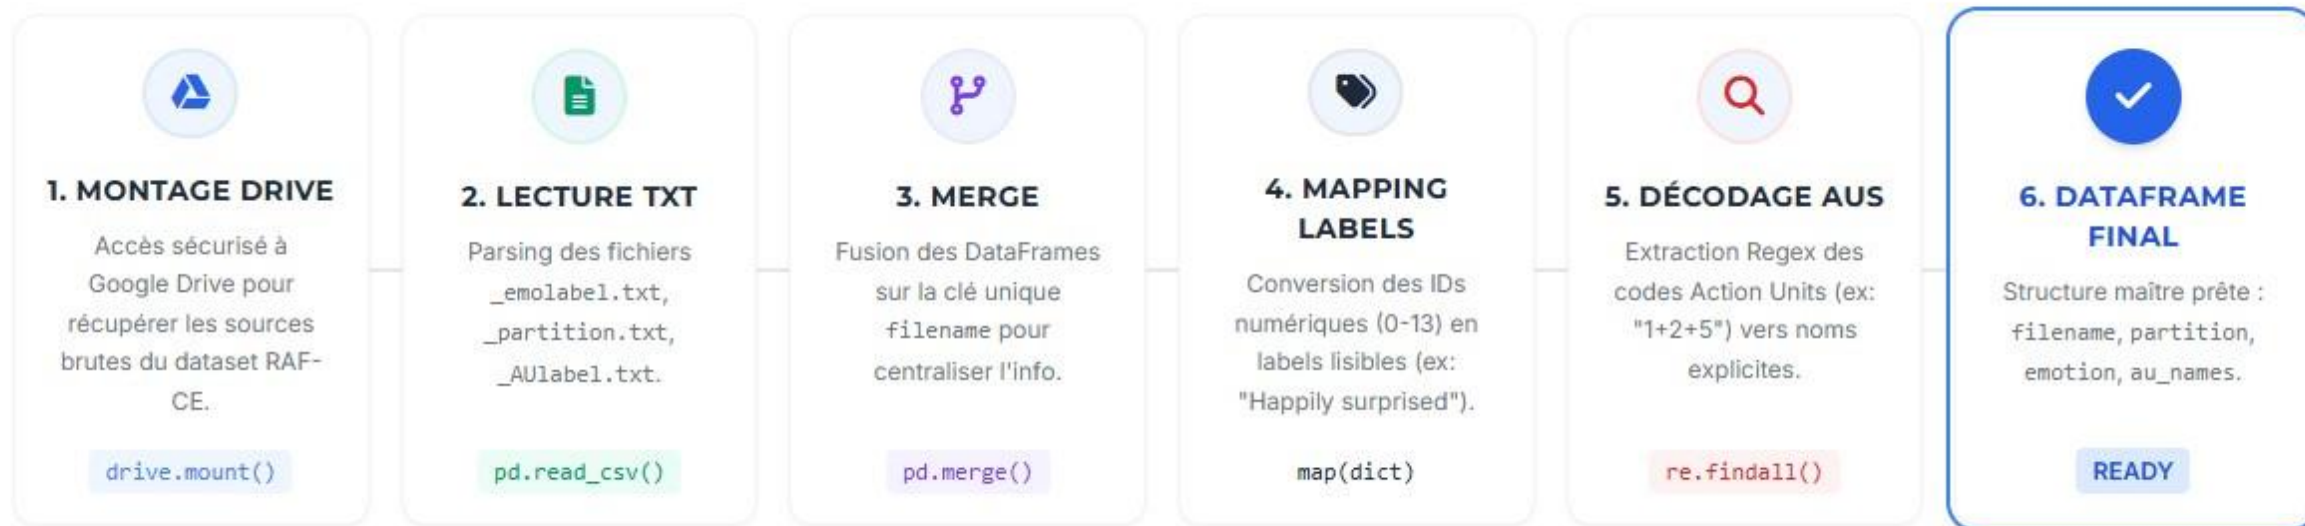 1. MONTAGE DRIVE
Accès sécurisé à
Google Drive pour
récupérer les sources
brutes du dataset RAF-
CE.
drive.mount()
2. LECTURE TXT
Parsing des fichiers
_emolabel.txt,
_partition.txt,
_AUlabel.txt.
pd.read_csv()
3. MERGE
Fusion des DataFrames
sur la clé unique
filename pour
centraliser l'info.
pd.merge()
4. MAPPING
LABELS
Conversion des IDs
numériques (0-13) en
labels lisibles (ex:
"Happily surprised").
map(dict)
5. DÉCODAGE AUS
Extraction Regex des
codes Action Units (ex:
"1+2+5") vers noms
explicites.
re.findall()
6. DATAFRAME
FINAL
Structure maître prête :
filename, partition,
emotion, au_names.
READY